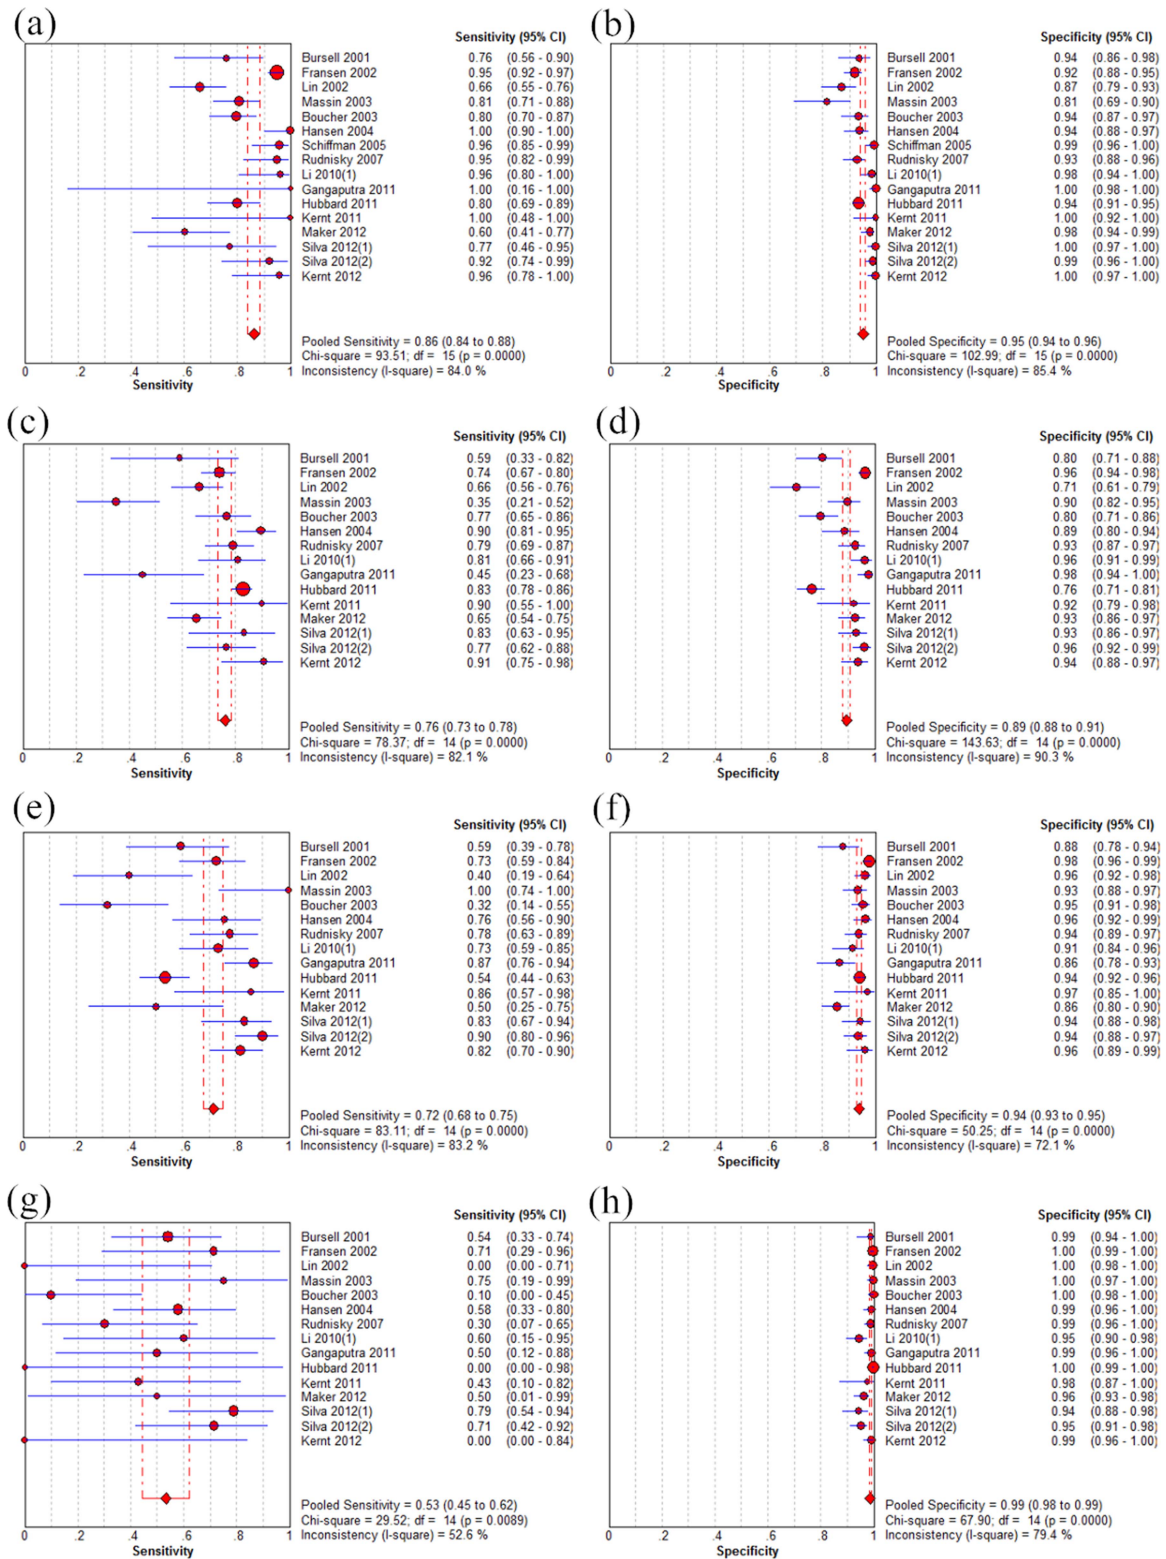 (a)
Sensitivity (95% CI)
Bursell 2001 0.76 (0.56 - 0.90)
Fransen 2002 0.95 (0.92 - 0.97)
Lin 2002 0.66 (0.55 - 0.76)
Massin 2003 0.81 (0.71 - 0.88)
Boucher 2003 0.80 (0.70 - 0.87)
Hansen 2004 1.00 (0.90 - 1.00)
Schiffman 2005 0.96 (0.85 - 0.99)
Rudnisky 2007 0.95 (0.82 - 0.99)
Li 2010(1) 0.96 (0.80 - 1.00)
Gangaputra 2011 1.00 (0.16 - 1.00)
Hubbard 2011 0.80 (0.69 - 0.89)
Kernt 2011 1.00 (0.48 - 1.00)
Maker 2012 0.60 (0.41 - 0.77)
Silva 2012(1) 0.77 (0.46 - 0.95)
Silva 2012(2) 0.92 (0.74 - 0.99)
Kernt 2012 0.96 (0.78 - 1.00)
Pooled Sensitivity = 0.86 (0.84 to 0.88)
Chi-square = 93.51; df = 15 (p = 0.0000)
Inconsistency (I-square) = 84.0 %
0 .2 .4 .6 .8 1
Sensitivity
(b)
Specificity (95% CI)
Bursell 2001 0.94 (0.86 - 0.98)
Fransen 2002 0.92 (0.88 - 0.95)
Lin 2002 0.87 (0.79 - 0.93)
Massin 2003 0.81 (0.69 - 0.90)
Boucher 2003 0.94 (0.87 - 0.97)
Hansen 2004 0.94 (0.88 - 0.97)
Schiffman 2005 0.99 (0.96 - 1.00)
Rudnisky 2007 0.93 (0.88 - 0.96)
Li 2010(1) 0.98 (0.94 - 1.00)
Gangaputra 2011 1.00 (0.98 - 1.00)
Hubbard 2011 0.94 (0.91 - 0.95)
Kernt 2011 1.00 (0.92 - 1.00)
Maker 2012 0.98 (0.94 - 0.99)
Silva 2012(1) 1.00 (0.97 - 1.00)
Silva 2012(2) 0.99 (0.96 - 1.00)
Kernt 2012 1.00 (0.97 - 1.00)
Pooled Specificity = 0.95 (0.94 to 0.96)
Chi-square = 102.99; df = 15 (p = 0.0000)
Inconsistency (I-square) = 85.4 %
0 .2 .4 .6 .8 1
Specificity
(c)
Sensitivity (95% CI)
Bursell 2001 0.59 (0.33 - 0.82)
Fransen 2002 0.74 (0.67 - 0.80)
Lin 2002 0.66 (0.56 - 0.76)
Massin 2003 0.35 (0.21 - 0.52)
Boucher 2003 0.77 (0.65 - 0.86)
Hansen 2004 0.90 (0.81 - 0.95)
Rudnisky 2007 0.79 (0.69 - 0.87)
Li 2010(1) 0.81 (0.66 - 0.91)
Gangaputra 2011 0.45 (0.23 - 0.68)
Hubbard 2011 0.83 (0.78 - 0.86)
Kernt 2011 0.90 (0.55 - 1.00)
Maker 2012 0.65 (0.54 - 0.75)
Silva 2012(1) 0.83 (0.63 - 0.95)
Silva 2012(2) 0.77 (0.62 - 0.88)
Kernt 2012 0.91 (0.75 - 0.98)
Pooled Sensitivity = 0.76 (0.73 to 0.78)
Chi-square = 78.37; df = 14 (p = 0.0000)
Inconsistency (I-square) = 82.1 %
0 .2 .4 .6 .8 1
Sensitivity
(d)
Specificity (95% CI)
Bursell 2001 0.80 (0.71 - 0.88)
Fransen 2002 0.96 (0.94 - 0.98)
Lin 2002 0.71 (0.61 - 0.79)
Massin 2003 0.90 (0.82 - 0.95)
Boucher 2003 0.80 (0.71 - 0.86)
Hansen 2004 0.89 (0.80 - 0.94)
Rudnisky 2007 0.93 (0.87 - 0.97)
Li 2010(1) 0.96 (0.91 - 0.99)
Gangaputra 2011 0.98 (0.94 - 1.00)
Hubbard 2011 0.76 (0.71 - 0.81)
Kernt 2011 0.92 (0.79 - 0.98)
Maker 2012 0.93 (0.86 - 0.97)
Silva 2012(1) 0.93 (0.86 - 0.97)
Silva 2012(2) 0.96 (0.92 - 0.99)
Kernt 2012 0.94 (0.88 - 0.97)
Pooled Specificity = 0.89 (0.88 to 0.91)
Chi-square = 143.63; df = 14 (p = 0.0000)
Inconsistency (I-square) = 90.3 %
0 .2 .4 .6 .8 1
Specificity
(e)
Sensitivity (95% CI)
Bursell 2001 0.59 (0.39 - 0.78)
Fransen 2002 0.73 (0.59 - 0.84)
Lin 2002 0.40 (0.19 - 0.64)
Massin 2003 1.00 (0.74 - 1.00)
Boucher 2003 0.32 (0.14 - 0.55)
Hansen 2004 0.76 (0.56 - 0.90)
Rudnisky 2007 0.78 (0.63 - 0.89)
Li 2010(1) 0.73 (0.59 - 0.85)
Gangaputra 2011 0.87 (0.76 - 0.94)
Hubbard 2011 0.54 (0.44 - 0.63)
Kernt 2011 0.86 (0.57 - 0.98)
Maker 2012 0.50 (0.25 - 0.75)
Silva 2012(1) 0.83 (0.67 - 0.94)
Silva 2012(2) 0.90 (0.80 - 0.96)
Kernt 2012 0.82 (0.70 - 0.90)
Pooled Sensitivity = 0.72 (0.68 to 0.75)
Chi-square = 83.11; df = 14 (p = 0.0000)
Inconsistency (I-square) = 83.2 %
0 .2 .4 .6 .8 1
Sensitivity
(f)
Specificity (95% CI)
Bursell 2001 0.88 (0.78 - 0.94)
Fransen 2002 0.98 (0.96 - 0.99)
Lin 2002 0.96 (0.92 - 0.98)
Massin 2003 0.93 (0.88 - 0.97)
Boucher 2003 0.95 (0.91 - 0.98)
Hansen 2004 0.96 (0.92 - 0.99)
Rudnisky 2007 0.94 (0.89 - 0.97)
Li 2010(1) 0.91 (0.84 - 0.96)
Gangaputra 2011 0.86 (0.78 - 0.93)
Hubbard 2011 0.94 (0.92 - 0.96)
Kernt 2011 0.97 (0.85 - 1.00)
Maker 2012 0.86 (0.80 - 0.90)
Silva 2012(1) 0.94 (0.88 - 0.98)
Silva 2012(2) 0.94 (0.88 - 0.97)
Kernt 2012 0.96 (0.89 - 0.99)
Pooled Specificity = 0.94 (0.93 to 0.95)
Chi-square = 50.25; df = 14 (p = 0.0000)
Inconsistency (I-square) = 72.1 %
0 .2 .4 .6 .8 1
Specificity
(g)
Sensitivity (95% CI)
Bursell 2001 0.54 (0.33 - 0.74)
Fransen 2002 0.71 (0.29 - 0.96)
Lin 2002 0.00 (0.00 - 0.71)
Massin 2003 0.75 (0.19 - 0.99)
Boucher 2003 0.10 (0.00 - 0.45)
Hansen 2004 0.58 (0.33 - 0.80)
Rudnisky 2007 0.30 (0.07 - 0.65)
Li 2010(1) 0.60 (0.15 - 0.95)
Gangaputra 2011 0.50 (0.12 - 0.88)
Hubbard 2011 0.00 (0.00 - 0.98)
Kernt 2011 0.43 (0.10 - 0.82)
Maker 2012 0.50 (0.01 - 0.99)
Silva 2012(1) 0.79 (0.54 - 0.94)
Silva 2012(2) 0.71 (0.42 - 0.92)
Kernt 2012 0.00 (0.00 - 0.84)
Pooled Sensitivity = 0.53 (0.45 to 0.62)
Chi-square = 29.52; df = 14 (p = 0.0089)
Inconsistency (I-square) = 52.6 %
0 .2 .4 .6 .8 1
Sensitivity
(h)
Specificity (95% CI)
Bursell 2001 0.99 (0.94 - 1.00)
Fransen 2002 1.00 (0.99 - 1.00)
Lin 2002 1.00 (0.98 - 1.00)
Massin 2003 1.00 (0.97 - 1.00)
Boucher 2003 1.00 (0.98 - 1.00)
Hansen 2004 0.99 (0.96 - 1.00)
Rudnisky 2007 0.99 (0.96 - 1.00)
Li 2010(1) 0.95 (0.90 - 0.98)
Gangaputra 2011 0.99 (0.96 - 1.00)
Hubbard 2011 1.00 (0.99 - 1.00)
Kernt 2011 0.98 (0.87 - 1.00)
Maker 2012 0.96 (0.93 - 0.98)
Silva 2012(1) 0.94 (0.88 - 0.98)
Silva 2012(2) 0.95 (0.91 - 0.98)
Kernt 2012 0.99 (0.96 - 1.00)
Pooled Specificity = 0.99 (0.98 to 0.99)
Chi-square = 67.90; df = 14 (p = 0.0000)
Inconsistency (I-square) = 79.4 %
0 .2 .4 .6 .8 1
Specificity